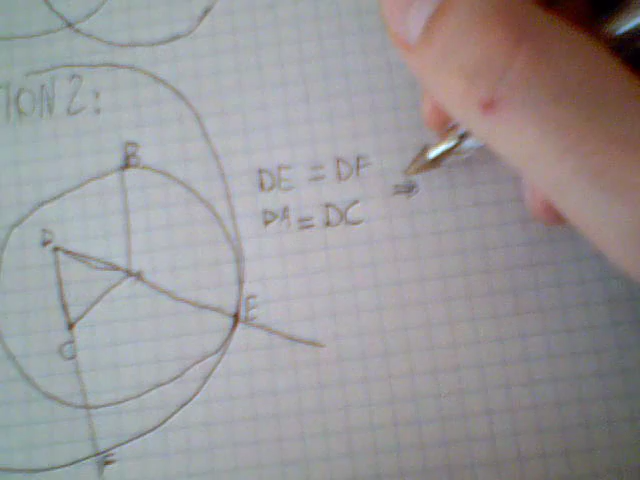 TION 2:
B
DE = DF
DA = DC ⇒
D
E
C
F